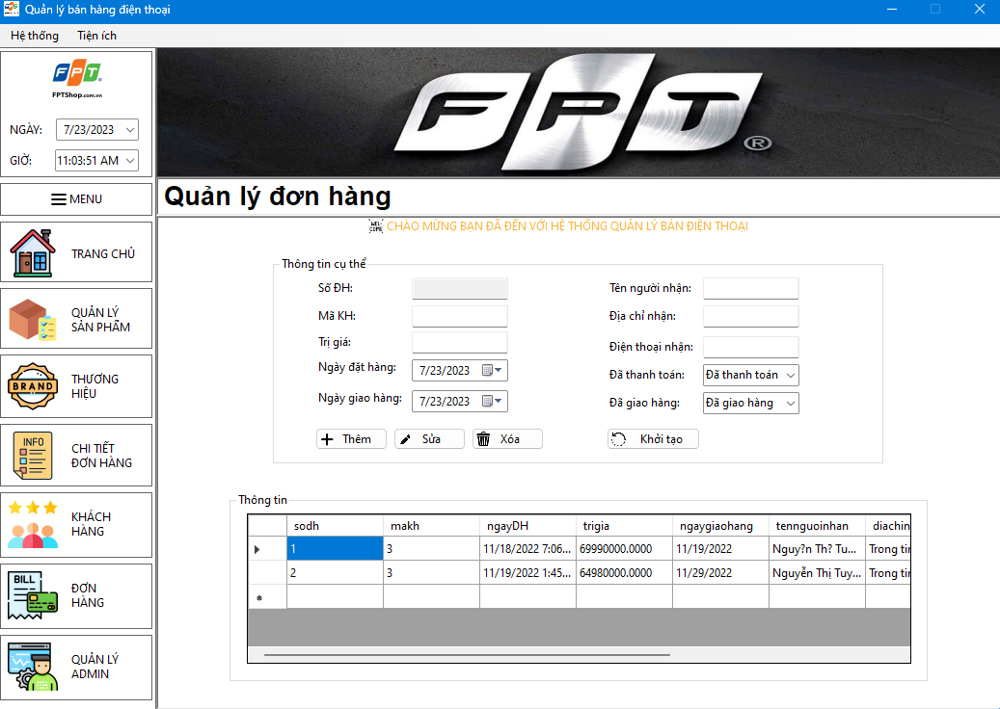 Quản lý bán hàng điện thoại
Hệ thống Tiện ích
FPT
FPTShop.com.vn
NGÀY: 7/23/2023
GIỜ: 11:03:51 AM
MENU
TRANG CHỦ
QUẢN LÝ
SẢN PHẨM
BRAND
THƯƠNG
HIỆU
INFO
CHI TIẾT
ĐƠN HÀNG
KHÁCH
HÀNG
BILL
ĐƠN
HÀNG
QUẢN LÝ
ADMIN
FPT®
Quản lý đơn hàng
WEL
COME
CHÀO MỪNG BẠN ĐÃ ĐẾN VỚI HỆ THỐNG QUẢN LÝ BÁN ĐIỆN THOẠI
Thông tin cụ thể
Số ĐH: Tên người nhận:
Mã KH: Địa chỉ nhận:
Trị giá: Điện thoại nhận:
Ngày đặt hàng: 7/23/2023 Đã thanh toán: Đã thanh toán
Ngày giao hàng: 7/23/2023 Đã giao hàng: Đã giao hàng
Thêm Sửa Xóa Khởi tạo
Thông tin
sodh makh ngayDH trigia ngaygiaohang tennguoinhan diachin
1 3 11/18/2022 7:06... 69990000.0000 11/19/2022 Nguy?n Th? Tu... Trong tin
2 3 11/19/2022 1:45... 64980000.0000 11/29/2022 Nguyễn Thị Tuy... Trong tin